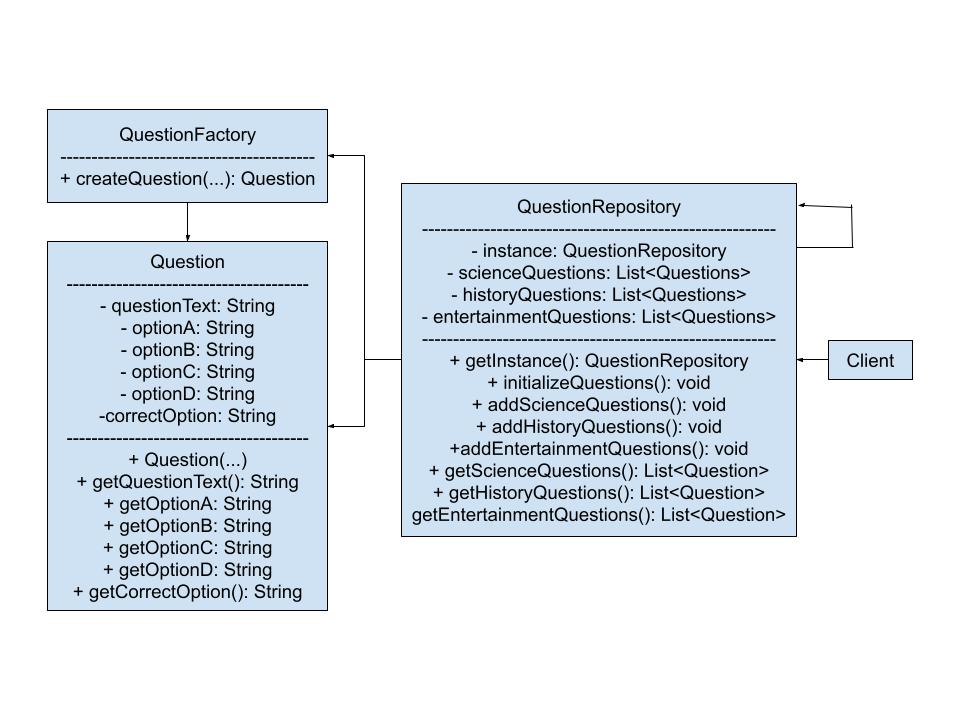 QuestionFactory
-----------------------------------------
+ createQuestion(...): Question
Question
---------------------------------------
- questionText: String
- optionA: String
- optionB: String
- optionC: String
- optionD: String
-correctOption: String
---------------------------------------
+ Question(...)
+ getQuestionText(): String
+ getOptionA: String
+ getOptionB: String
+ getOptionC: String
+ getOptionD: String
+ getCorrectOption(): String
QuestionRepository
---------------------------------------------------------
- instance: QuestionRepository
- scienceQuestions: List<Questions>
- historyQuestions: List<Questions>
- entertainmentQuestions: List<Questions>
---------------------------------------------------------
+ getInstance(): QuestionRepository
+ initializeQuestions(): void
+ addScienceQuestions(): void
+ addHistoryQuestions(): void
+addEntertainmentQuestions(): void
+ getScienceQuestions(): List<Question>
+ getHistoryQuestions(): List<Question>
getEntertainmentQuestions(): List<Question>
Client